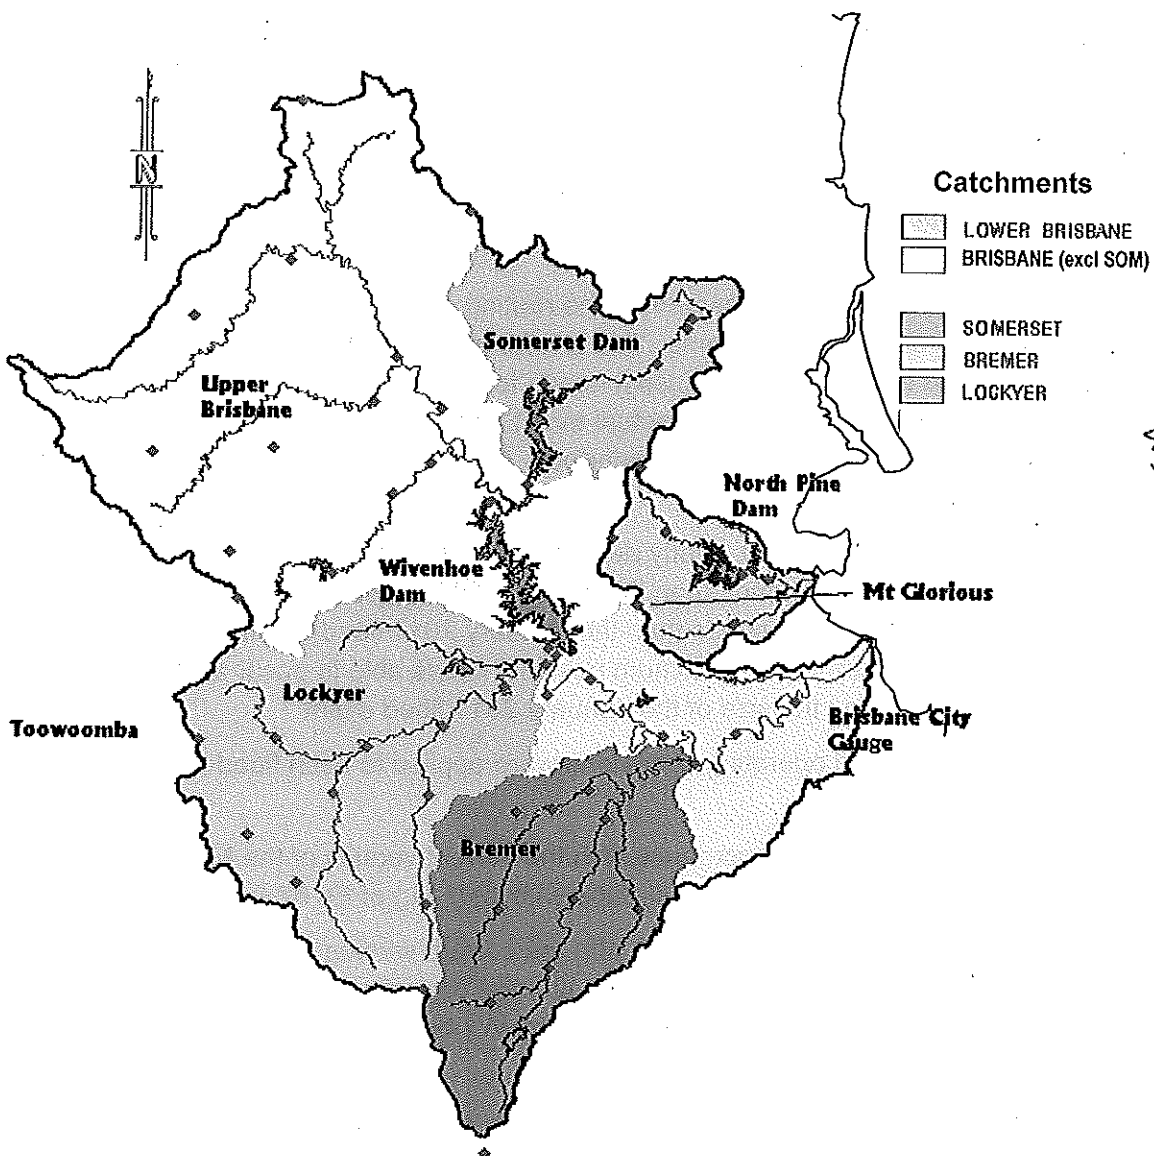 N
Catchments
LOWER BRISBANE
BRISBANE (excl SOM)
SOMERSET
BREMER
LOCKYER
Somerset Dam
Upper
Brisbane
North Pine
Dam
Wivenhoe
Dam
Mt Glorious
Lockyer
Toowoomba
Brisbane City
Gauge
Bremer